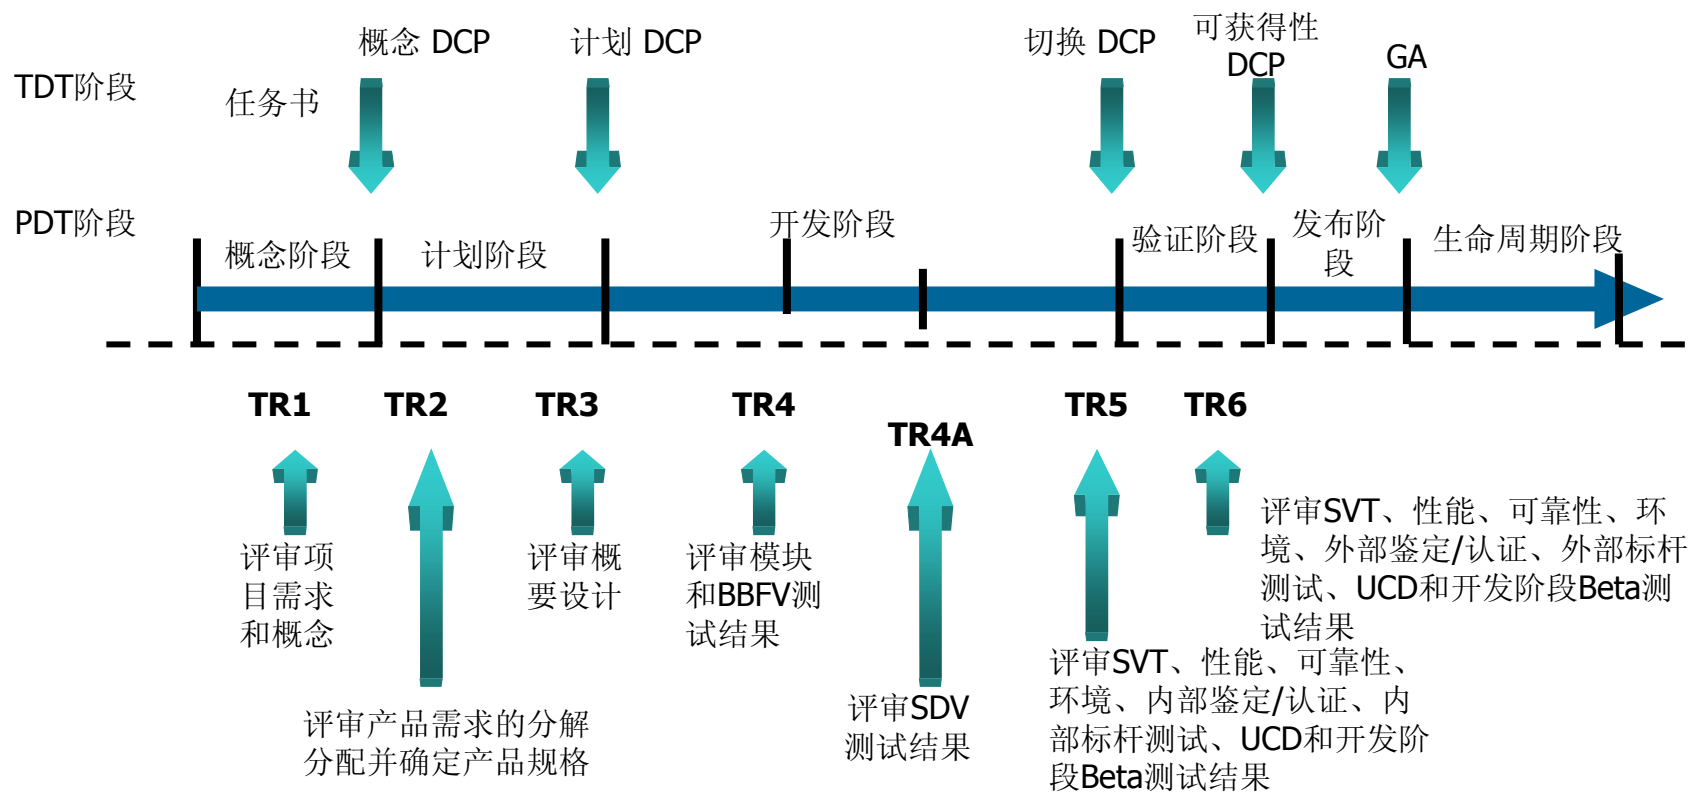 概念 DCP
计划 DCP
切换 DCP
可获得性
DCP
GA
TDT阶段
任务书
PDT阶段
概念阶段
计划阶段
开发阶段
验证阶段
发布阶
段
生命周期阶段
TR1
TR2
TR3
TR4
TR4A
TR5
TR6
评审项
目需求
和概念
评审产品需求的分解
分配并确定产品规格
评审概
要设计
评审模块
和BBFV测
试结果
评审SDV
测试结果
评审SVT、性能、可靠性、
环境、内部鉴定/认证、内
部标杆测试、UCD和开发阶
段Beta测试结果
评审SVT、性能、可靠性、环
境、外部鉴定/认证、外部标杆
测试、UCD和开发阶段Beta测
试结果